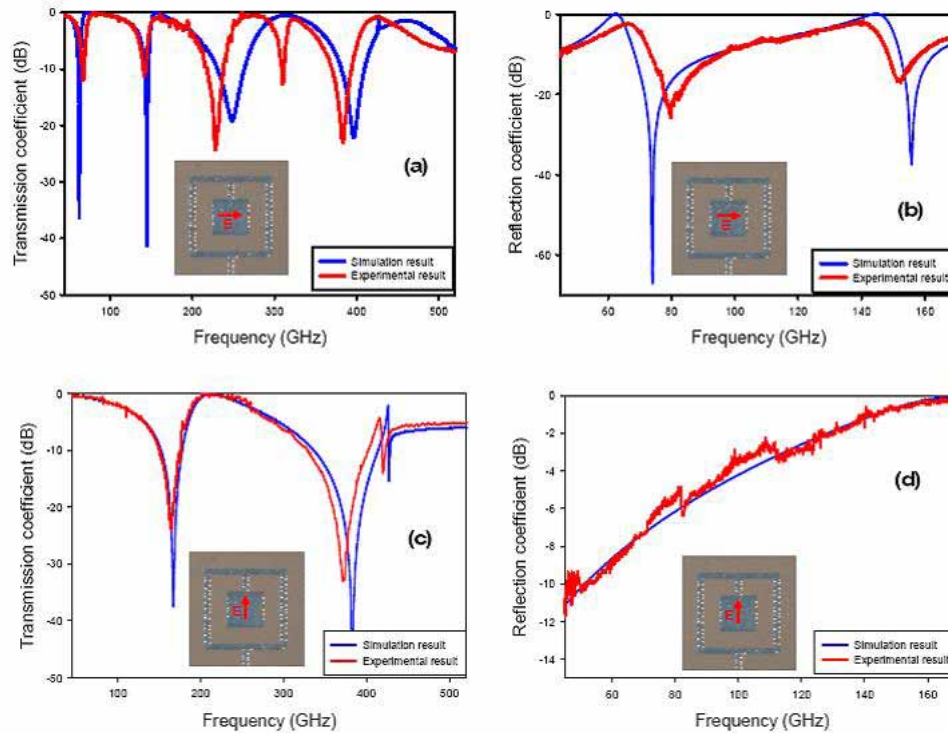 Transmission coefficient (dB)
0
-10
-20
-30
-40
-50
100 200 300 400 500
Frequency (GHz)
(a)
E
Simulation result
Experimental result
Reflection coefficient (dB)
0
-20
-40
-60
60 80 100 120 140 160
Frequency (GHz)
(b)
E
Simulation result
Experimental result
Transmission coefficient (dB)
0
-10
-20
-30
-40
-50
100 200 300 400 500
Frequency (GHz)
(c)
E
Simulation result
Experimental result
Reflection coefficient (dB)
0
-2
-4
-6
-8
-10
-12
-14
60 80 100 120 140 160
Frequency (GHz)
(d)
E
Simulation result
Experimental result